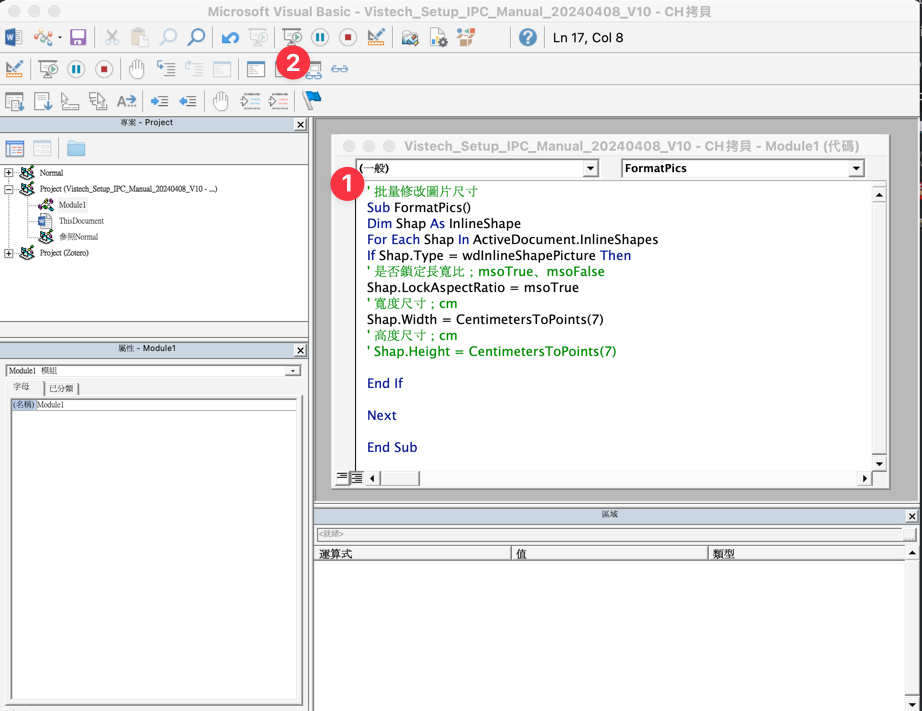 Microsoft Visual Basic - Vistech_Setup_IPC_Manual_20240408_V10 - CH拷貝
Ln 17, Col 8
2
專案 - Project
Normal
Project (Vistech_Setup_IPC_Manual_20240408_V10 - ...)
Module1
ThisDocument
參照Normal
Project (Zotero)
屬性 - Module1
Module1 模組
字母
已分類
(名稱) Module1
Vistech_Setup_IPC_Manual_20240408_V10 - CH拷貝 - Module1 (代碼)
(一般)
FormatPics
1
' 批量修改圖片尺寸
Sub FormatPics()
Dim Shap As InlineShape
For Each Shap In ActiveDocument.InlineShapes
If Shap.Type = wdInlineShapePicture Then
' 是否鎖定長寬比；msoTrue、msoFalse
Shap.LockAspectRatio = msoTrue
' 寬度尺寸；cm
Shap.Width = CentimetersToPoints(7)
' 高度尺寸；cm
' Shap.Height = CentimetersToPoints(7)
End If
Next
End Sub
區域
<就緒>
運算式
值
類型